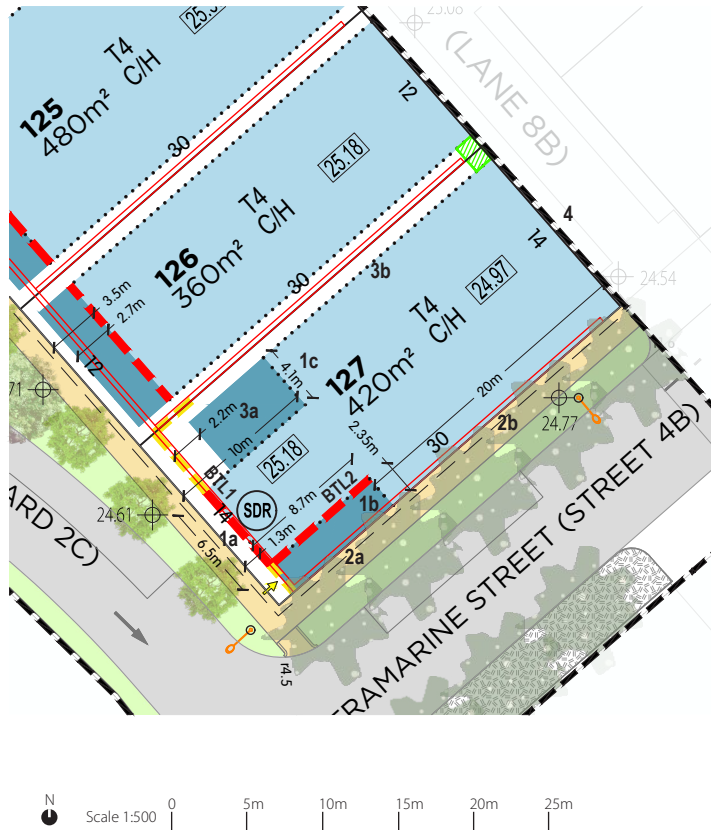 25.08
(LANE 8B)
T4
C/H
125
480m²
12
30
25.18
T4
C/H
126
360m²
4
14
24.54
3.5m
2.7m
30
3b
24.97
T4
C/H
12
1c
4.1m
127
420m²
71
2.2m
3a
10m
20m
24.77
2b
2.35m
30
25.18
BTL1
BTL2
8.7m
1b
SDR
14
1.3m
24.61
1a
6.5m
2a
ARD 2C)
RAMARINE STREET (STREET 4B)
r4.5
N
Scale 1:500
0
5m
10m
15m
20m
25m